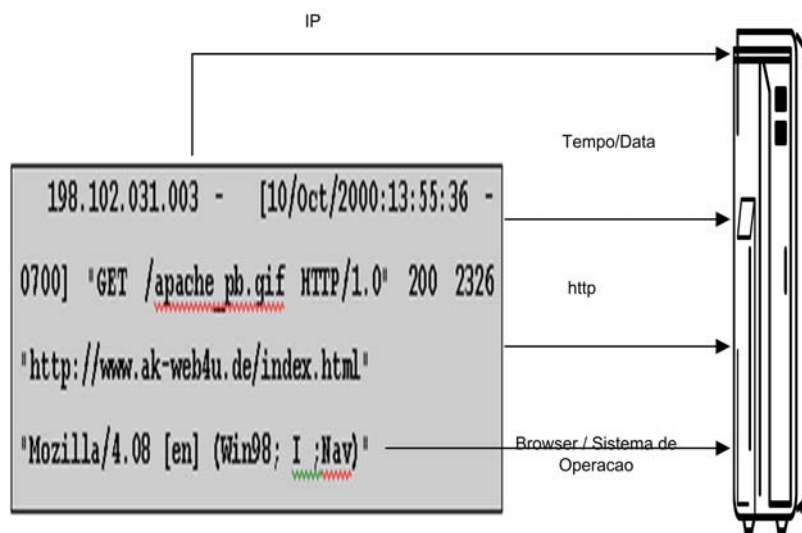 IP
Tempo/Data
198.102.031.003 - [10/Oct/2000:13:55:36 -
0700] "GET /apache_pb.gif HTTP/1.0" 200 2326
http
"http://www.ak-web4u.de/index.html"
"Mozilla/4.08 [en] (Win98; I ;Nav)"
Browser / Sistema de
Operacao